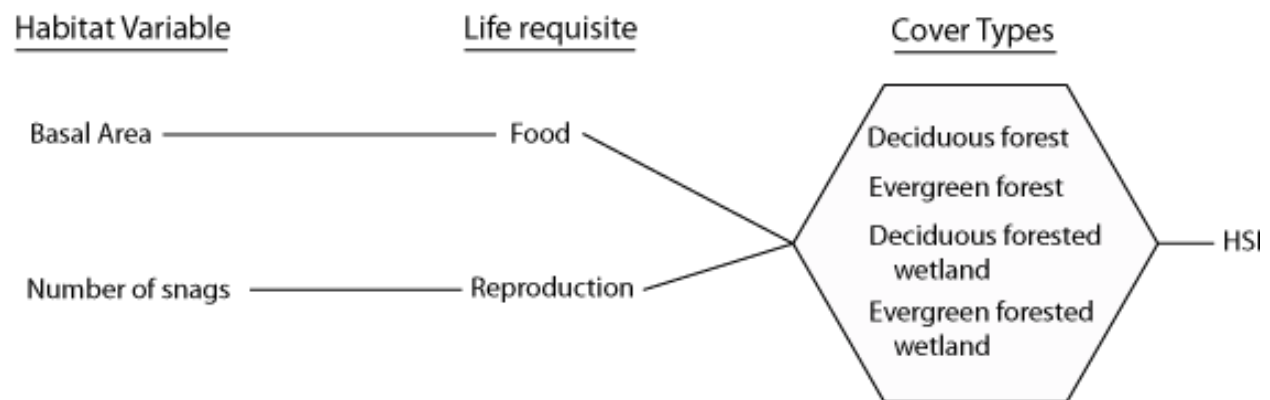 Habitat Variable
Life requisite
Cover Types
Basal Area
Food
Deciduous forest
Evergreen forest
Deciduous forested
wetland
HSI
Number of snags
Reproduction
Evergreen forested
wetland